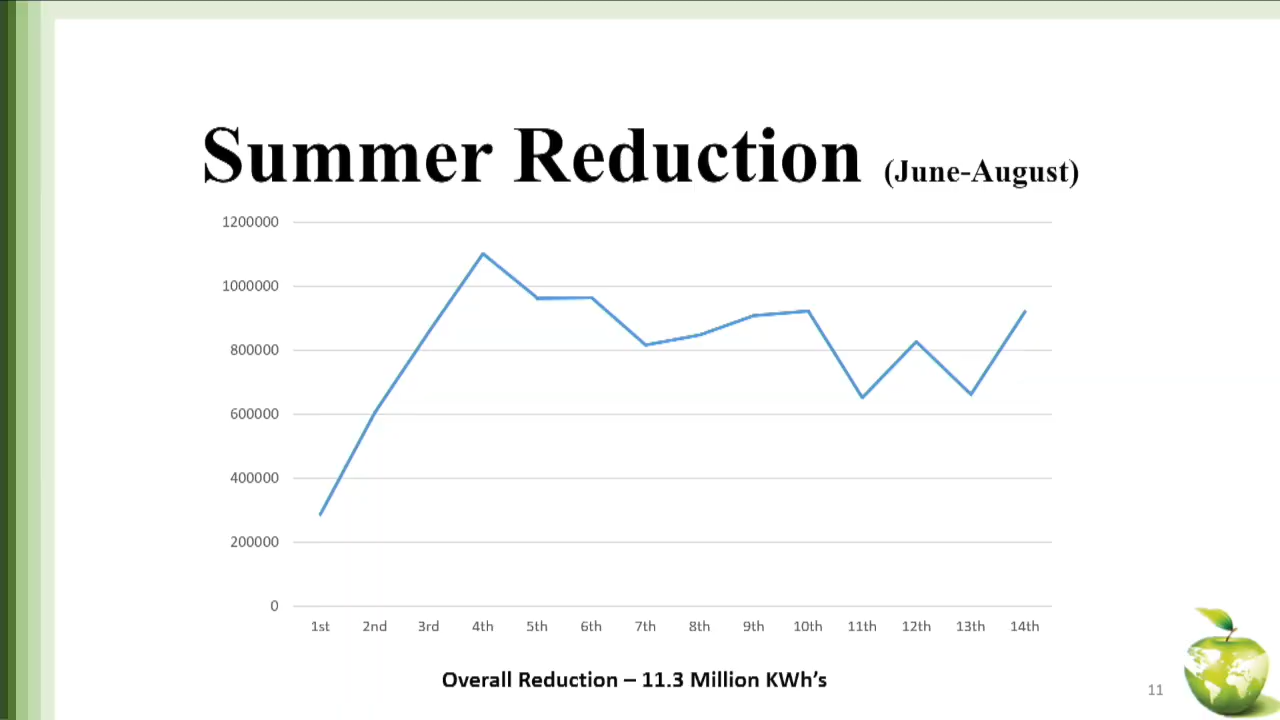 Summer Reduction (June-August)
1200000
1000000
800000
600000
400000
200000
0
1st 2nd 3rd 4th 5th 6th 7th 8th 9th 10th 11th 12th 13th 14th
Overall Reduction – 11.3 Million KWh’s
11